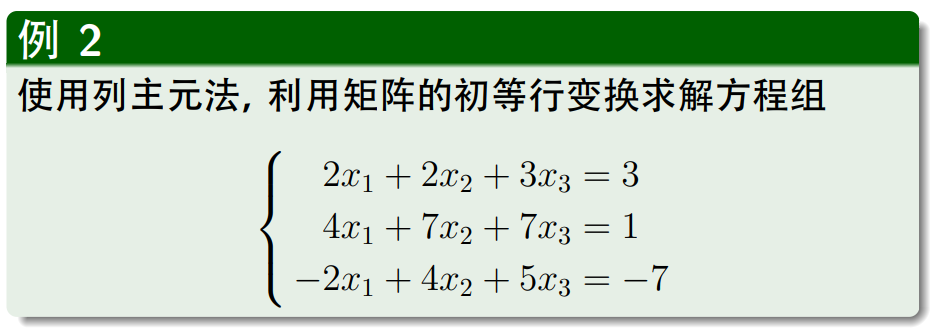 例 2
使用列主元法, 利用矩阵的初等行变换求解方程组
2x₁ + 2x₂ + 3x₃ = 3
4x₁ + 7x₂ + 7x₃ = 1
−2x₁ + 4x₂ + 5x₃ = −7